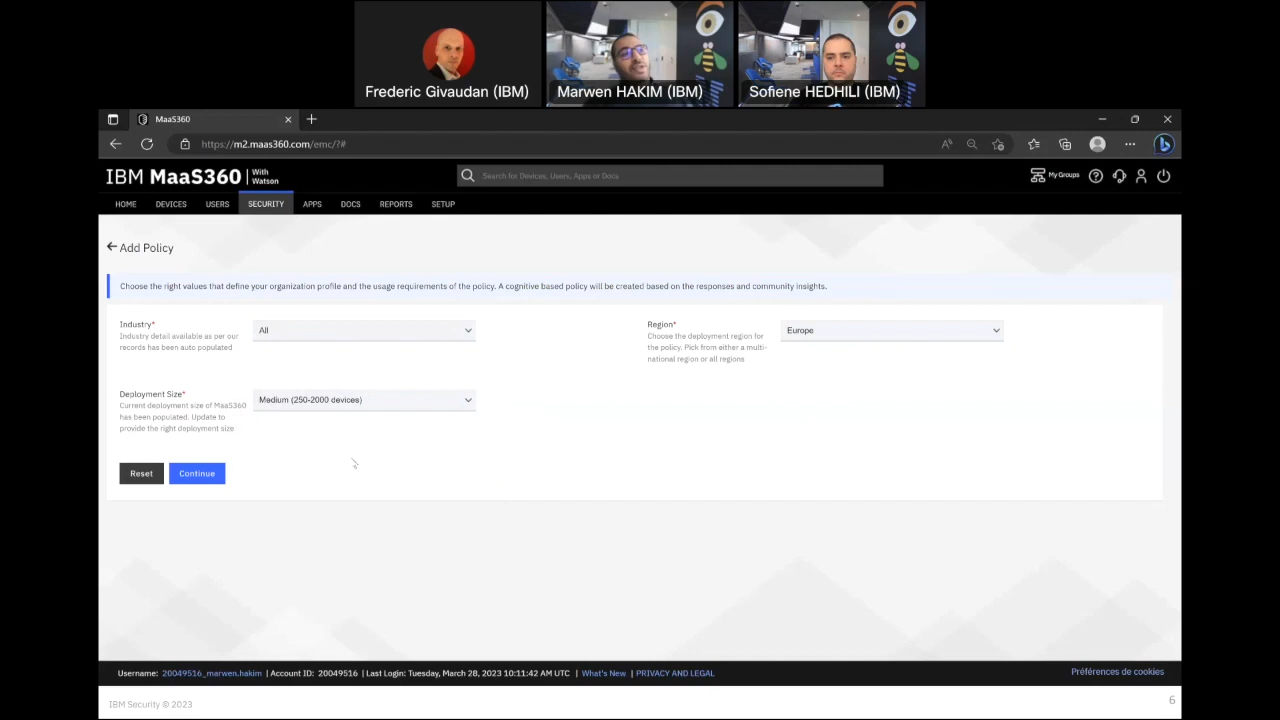 Frederic Givaudan (IBM)
Marwen HAKIM (IBM)
Sofiene HEDHILI (IBM)
MaaS360
https://m2.maas360.com/emc/?#
IBM MaaS360 | With Watson
Search for Devices, Users, Apps or Docs
My Groups
HOME DEVICES USERS SECURITY APPS DOCS REPORTS SETUP
Add Policy
Choose the right values that define your organization profile and the usage requirements of the policy. A cognitive based policy will be created based on the responses and community insights.
Industry*
Industry detail available as per our
records has been auto populated
All
Region*
Choose the deployment region for
the policy. Pick from either a multi-
national region or all regions
Europe
Deployment Size*
Current deployment size of MaaS360
has been populated. Update to
provide the right deployment size
Medium (250-2000 devices)
Reset
Continue
Username: 20049516_marwen.hakim | Account ID: 20049516 | Last Login: Tuesday, March 28, 2023 10:11:42 AM UTC | What's New | PRIVACY AND LEGAL
Préférences de cookies
IBM Security © 2023
6